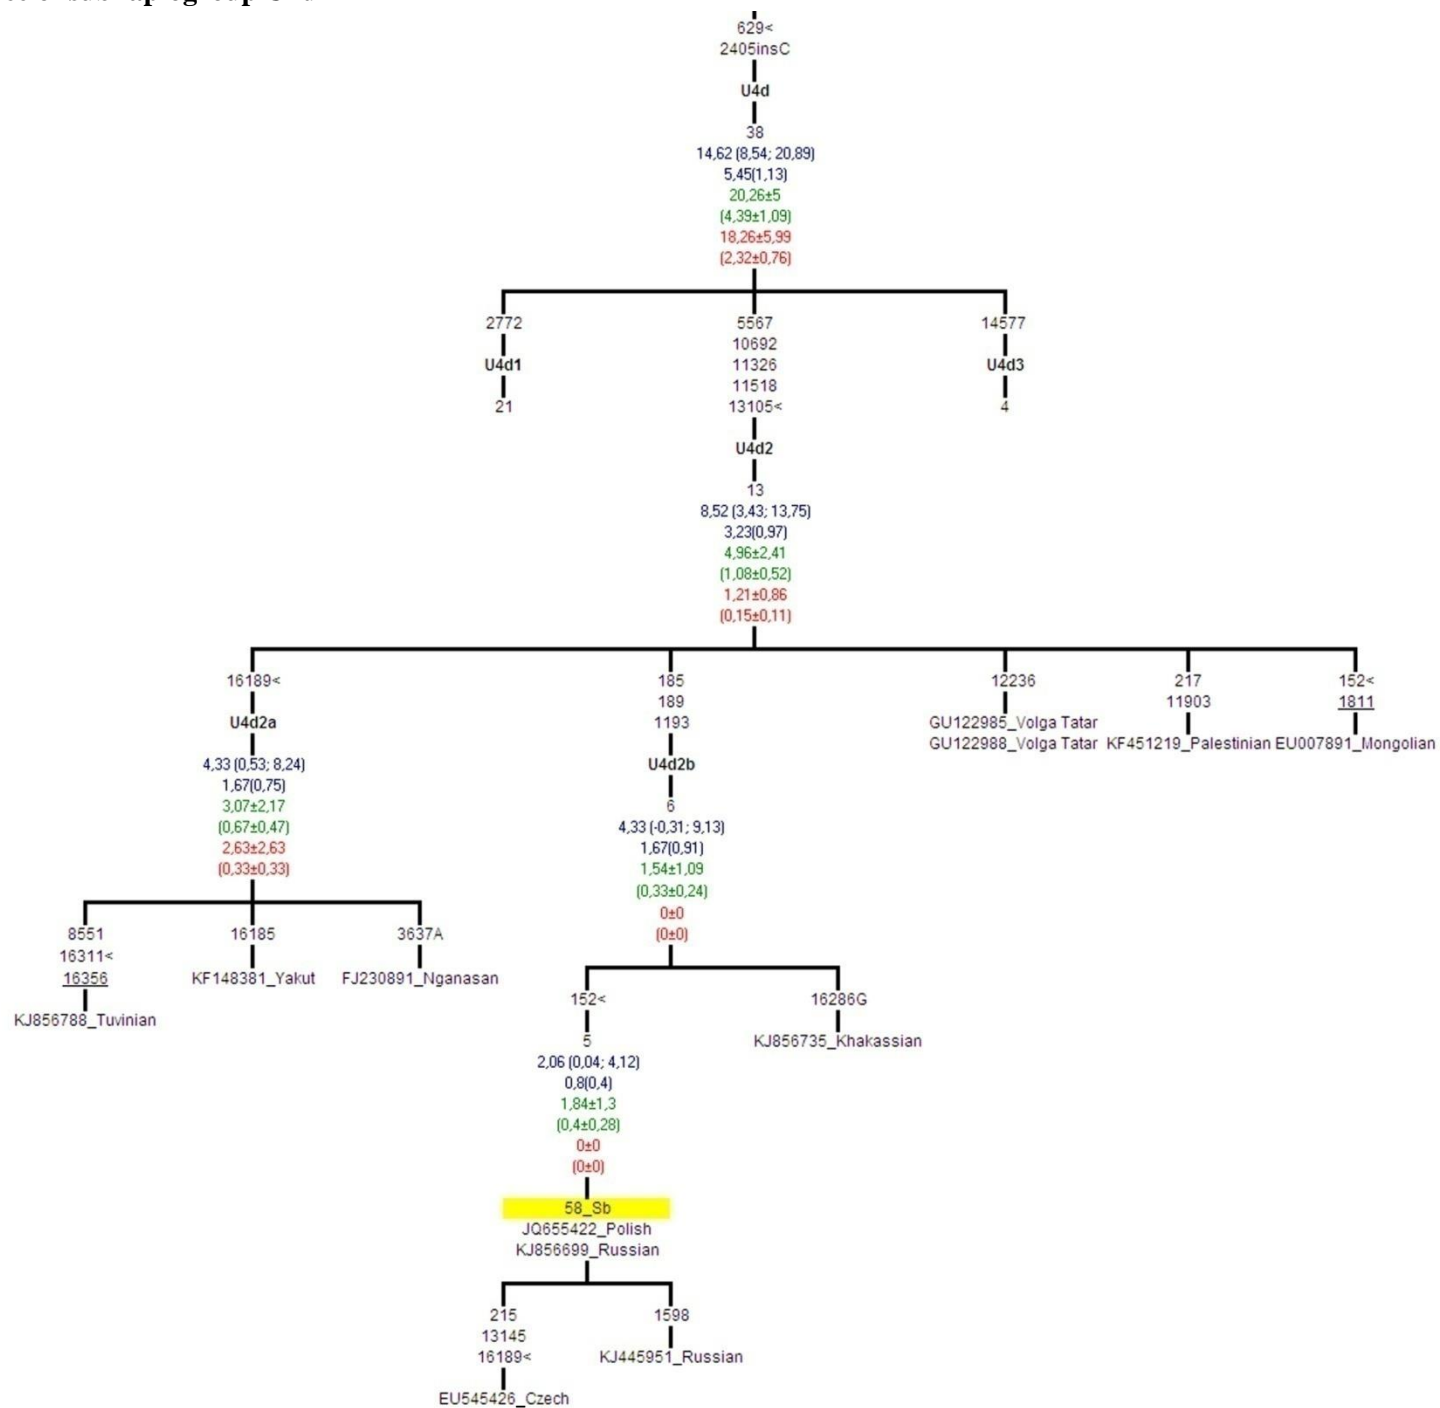 629<
2405insC
U4d
38
14,62 (8,54; 20,89)
5,45(1,13)
20,26±5
(4,39±1,09)
18,26±5,99
(2,32±0,76)
2772
U4d1
21
5567
10692
11326
11518
13105<
U4d2
13
8,52 (3,43; 13,75)
3,23(0,97)
4,96±2,41
(1,08±0,52)
1,21±0,86
(0,15±0,11)
14577
U4d3
4
16189<
U4d2a
4,33 (0,53; 8,24)
1,67(0,75)
3,07±2,17
(0,67±0,47)
2,63±2,63
(0,33±0,33)
8551
16311<
16356
KJ856788_Tuvinian
16185
KF148381_Yakut
3637A
FJ230891_Nganasan
185
189
1193
U4d2b
6
4,33 (-0,31; 9,13)
1,67(0,91)
1,54±1,09
(0,33±0,24)
0±0
(0±0)
152<
5
2,06 (0,04; 4,12)
0,8(0,4)
1,84±1,3
(0,4±0,28)
0±0
(0±0)
58_Sb
JQ655422_Polish
KJ856699_Russian
215
13145
16189<
EU545426_Czech
1598
KJ445951_Russian
16286G
KJ856735_Khakassian
12236
GU122985_Volga Tatar
GU122988_Volga Tatar
217
11903
KF451219_Palestinian
152<
1811
EU007891_Mongolian